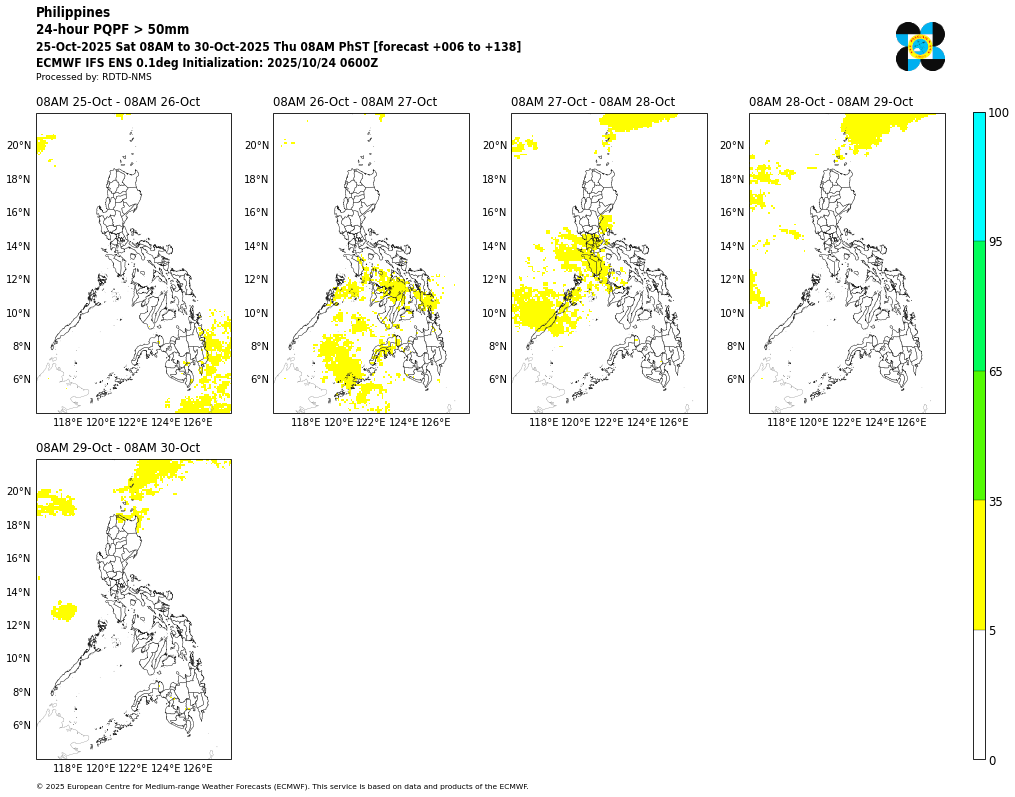 Philippines
24-hour PQPF > 50mm
25-Oct-2025 Sat 08AM to 30-Oct-2025 Thu 08AM PhST [forecast +006 to +138]
ECMWF IFS ENS 0.1deg Initialization: 2025/10/24 0600Z
Processed by: RDTD-NMS
08AM 25-Oct - 08AM 26-Oct
20°N
18°N
16°N
14°N
12°N
10°N
8°N
6°N
118°E 120°E 122°E 124°E 126°E
08AM 26-Oct - 08AM 27-Oct
20°N
18°N
16°N
14°N
12°N
10°N
8°N
6°N
118°E 120°E 122°E 124°E 126°E
08AM 27-Oct - 08AM 28-Oct
20°N
18°N
16°N
14°N
12°N
10°N
8°N
6°N
118°E 120°E 122°E 124°E 126°E
08AM 28-Oct - 08AM 29-Oct
20°N
18°N
16°N
14°N
12°N
10°N
8°N
6°N
118°E 120°E 122°E 124°E 126°E
100
95
65
35
5
0
08AM 29-Oct - 08AM 30-Oct
20°N
18°N
16°N
14°N
12°N
10°N
8°N
6°N
118°E 120°E 122°E 124°E 126°E
© 2025 European Centre for Medium-range Weather Forecasts (ECMWF). This service is based on data and products of the ECMWF.